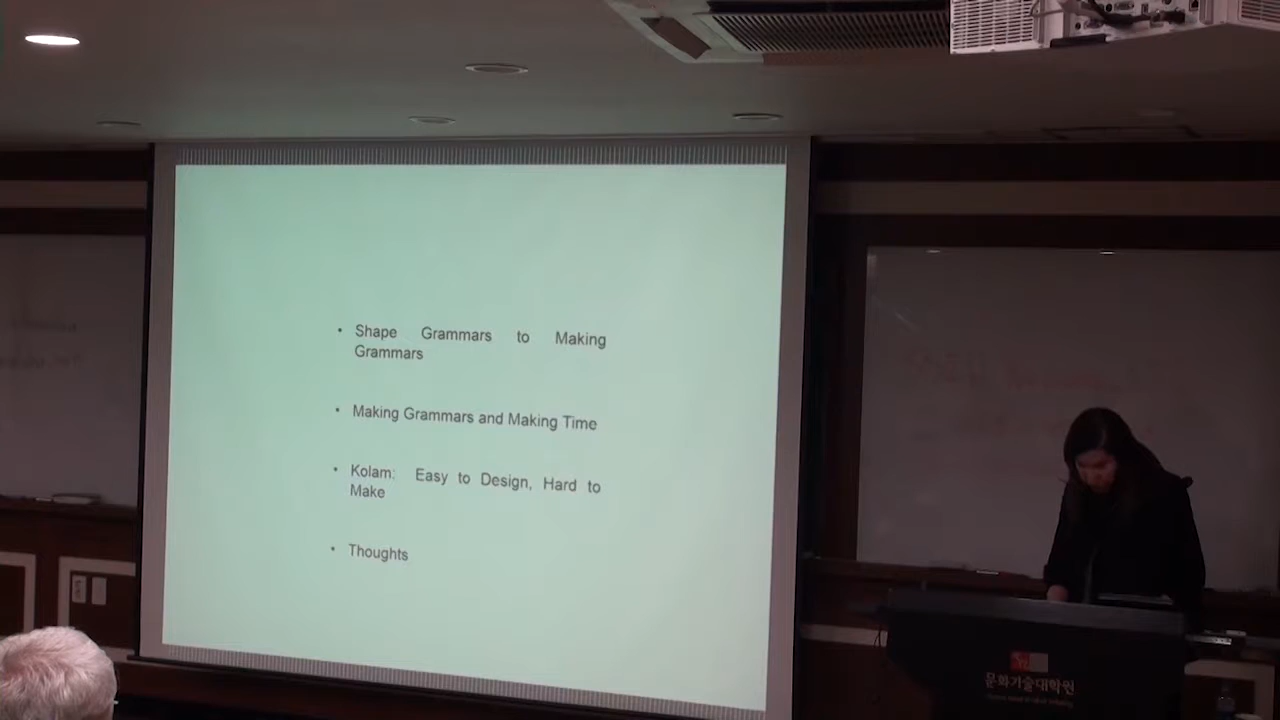 • Shape Grammars to Making
Grammars
• Making Grammars and Making Time
• Kolam: Easy to Design, Hard to
Make
• Thoughts
문화기술대학원